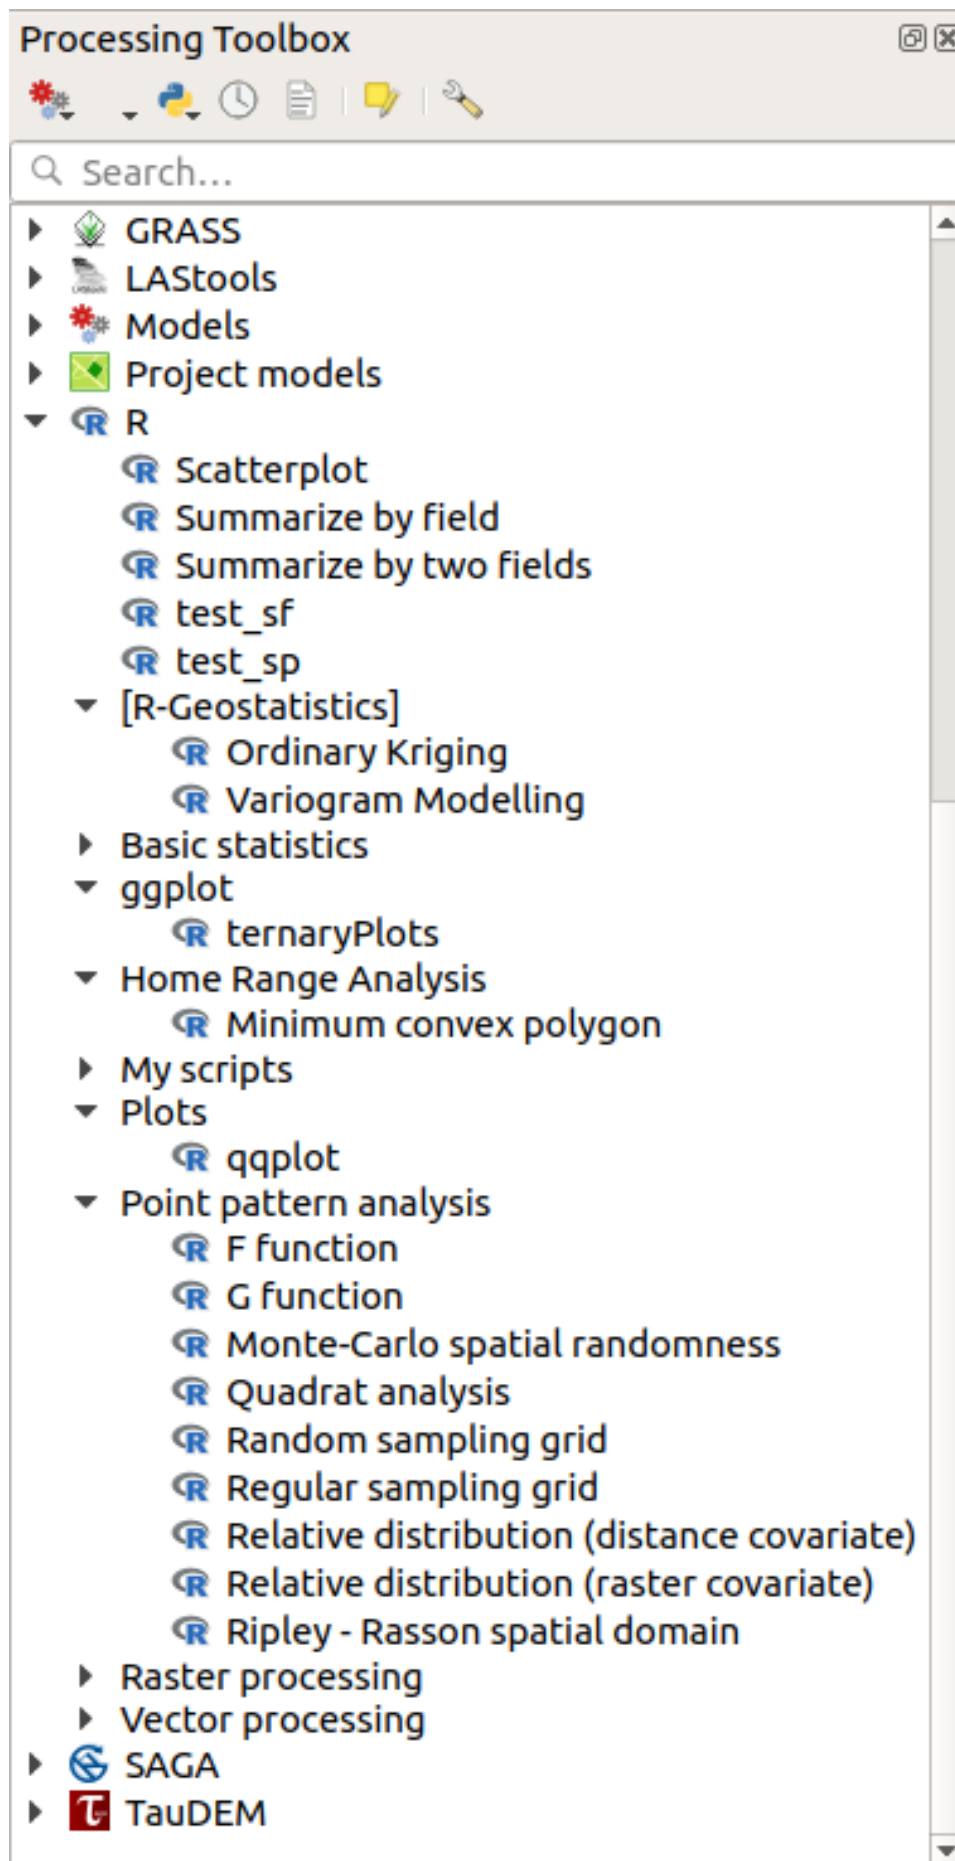 Processing Toolbox
Search...
GRASS
LAStools
Models
Project models
R
Scatterplot
Summarize by field
Summarize by two fields
test_sf
test_sp
[R-Geostatistics]
Ordinary Kriging
Variogram Modelling
Basic statistics
ggplot
ternaryPlots
Home Range Analysis
Minimum convex polygon
My scripts
Plots
qqplot
Point pattern analysis
F function
G function
Monte-Carlo spatial randomness
Quadrat analysis
Random sampling grid
Regular sampling grid
Relative distribution (distance covariate)
Relative distribution (raster covariate)
Ripley - Rasson spatial domain
Raster processing
Vector processing
SAGA
TauDEM